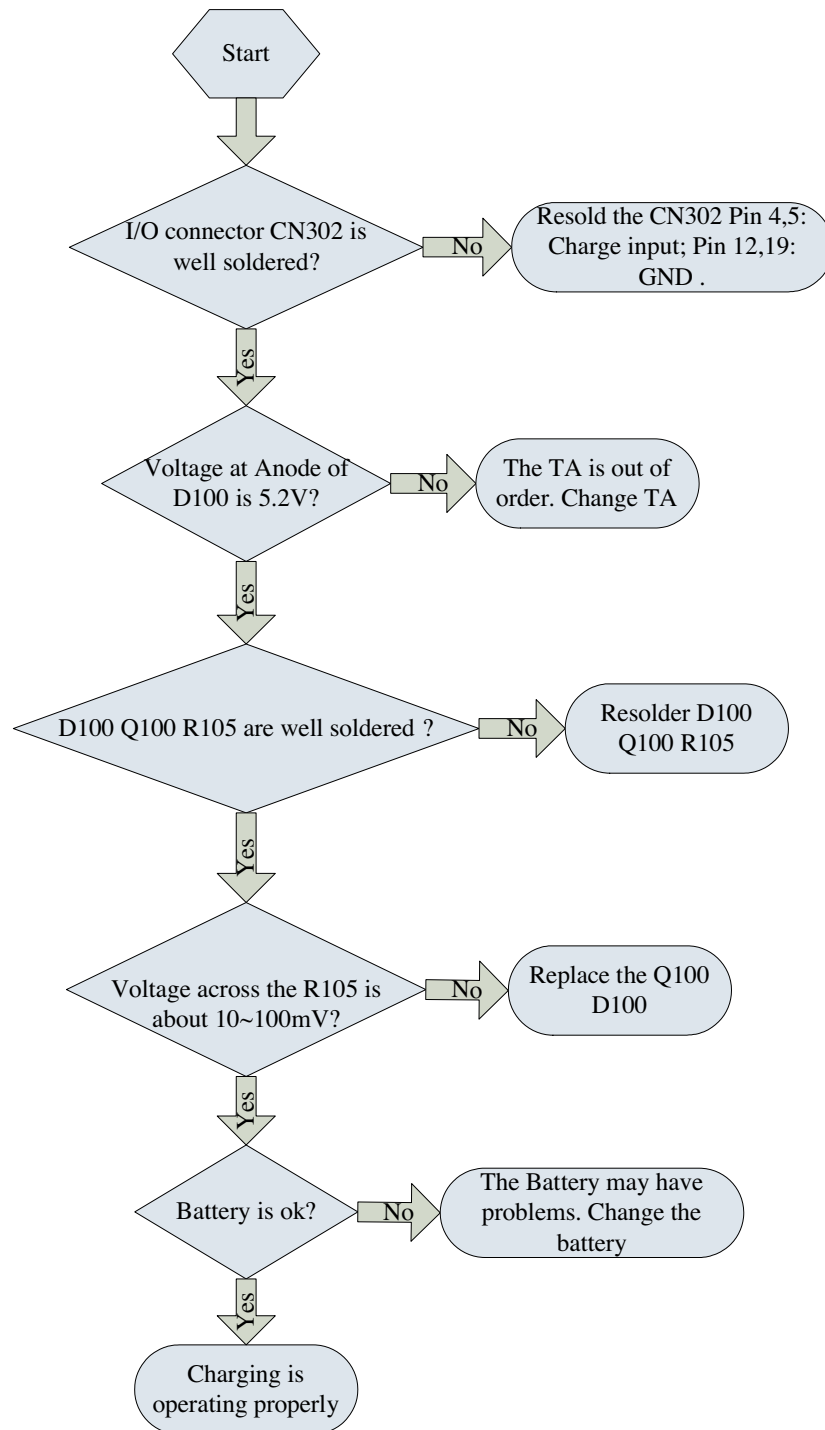 Start
I/O connector CN302 is
well soldered?
No
Resold the CN302 Pin 4,5:
Charge input; Pin 12,19:
GND .
Yes
Voltage at Anode of
D100 is 5.2V?
No
The TA is out of
order. Change TA
Yes
D100 Q100 R105 are well soldered ?
No
Resolder D100
Q100 R105
Yes
Voltage across the R105 is
about 10~100mV?
No
Replace the Q100
D100
Yes
Battery is ok?
No
The Battery may have
problems. Change the
battery
Yes
Charging is
operating properly